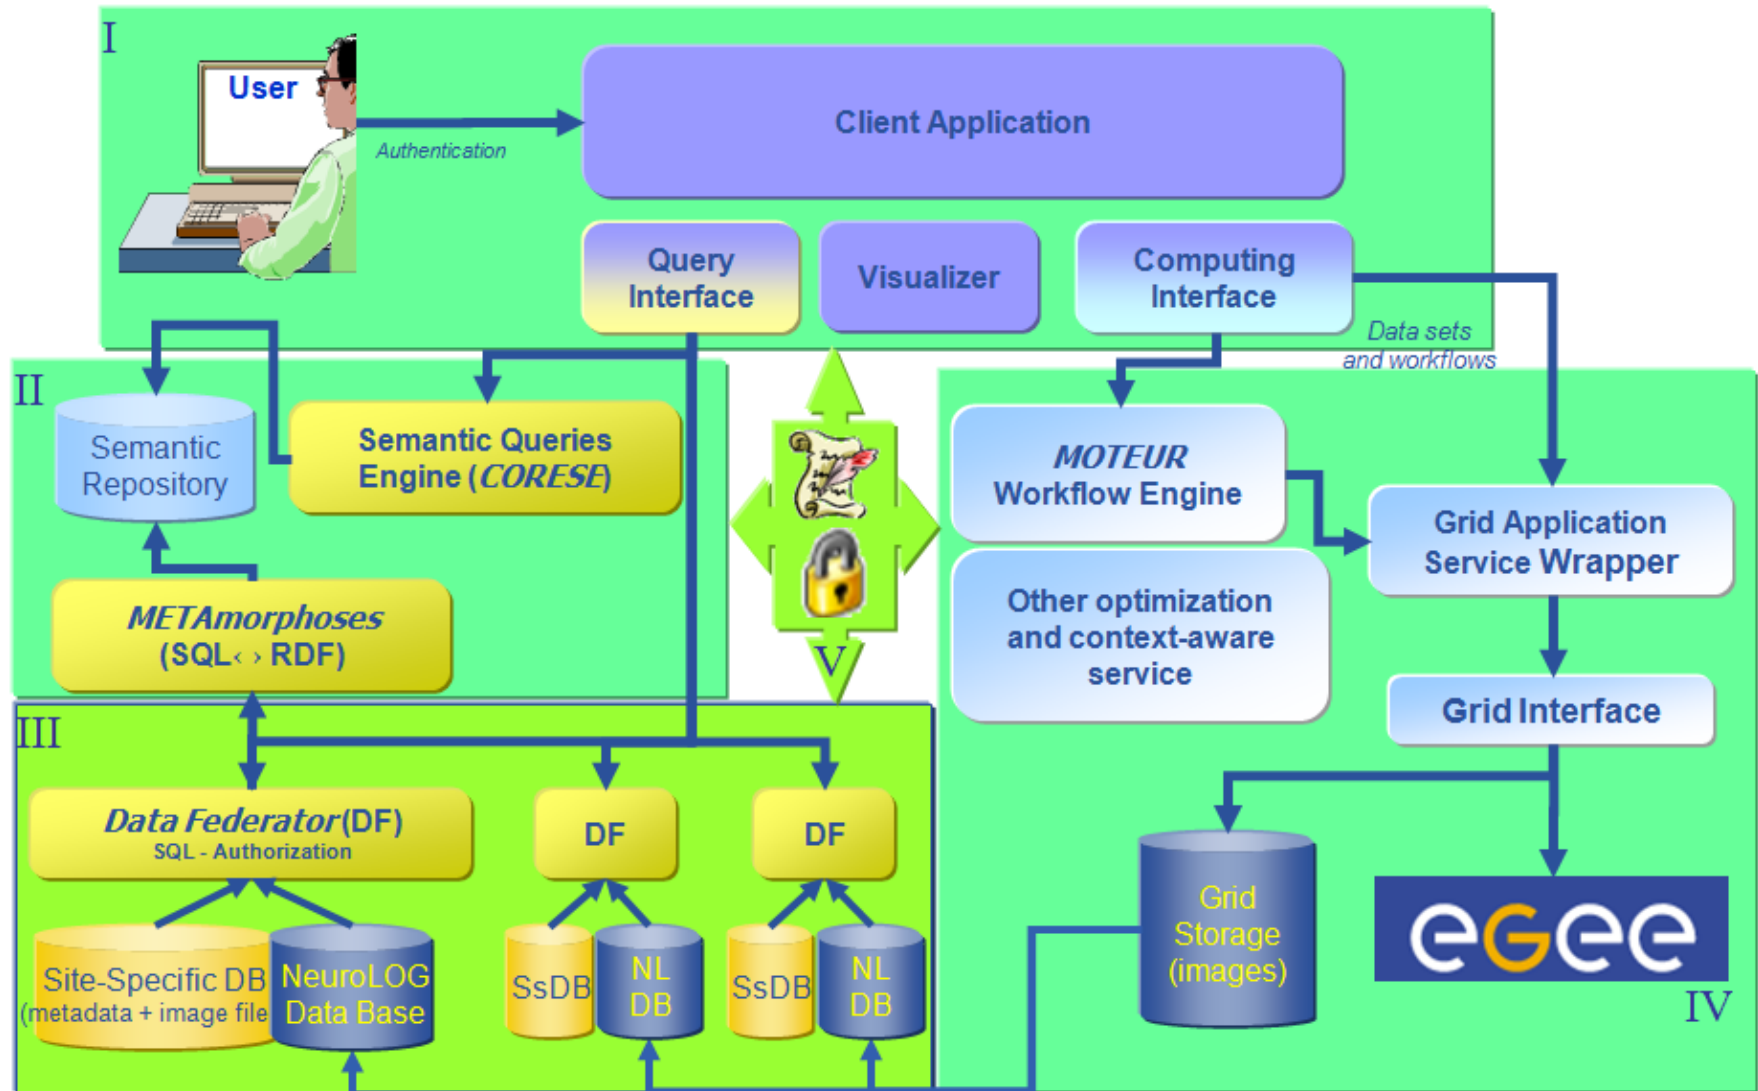 I
User
Authentication
Client Application
Query
Interface
Visualizer
Computing
Interface
Data sets
and workflows
II
Semantic
Repository
Semantic Queries
Engine (CORESE)
METAmorphoses
(SQL‹ › RDF)
V
MOTEUR
Workflow Engine
Other optimization
and context-aware
service
Grid Application
Service Wrapper
Grid Interface
III
Data Federator(DF)
SQL - Authorization
DF
DF
Site-Specific DB
(metadata + image file
NeuroLOG
Data Base
SsDB
NL
DB
SsDB
NL
DB
Grid
Storage
(images)
eGee
IV